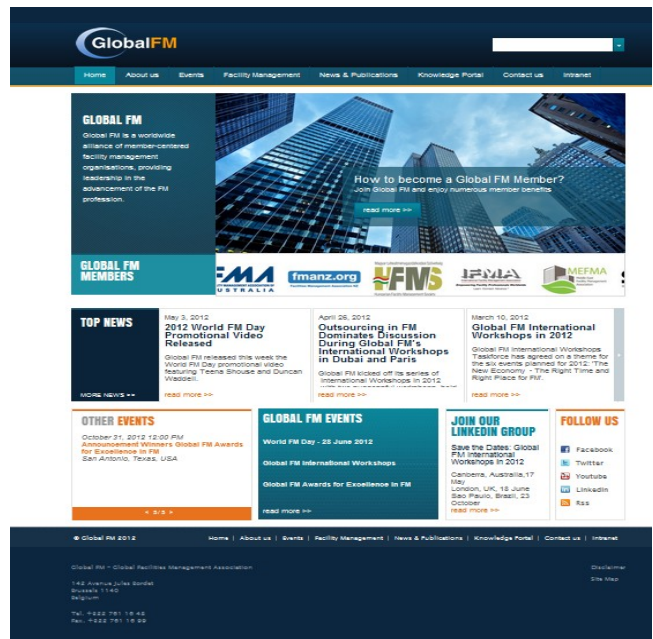 GlobalFM
Home About us Events Facility Management News & Publications Knowledge Portal Contact us Intranet
GLOBAL FM
Global FM is a worldwide
alliance of member-centered
facility management
organisations, providing
leadership in the
advancement of the FM
profession.
How to become a Global FM Member?
Join Global FM and enjoy numerous member benefits
read more >>
GLOBAL FM
MEMBERS
FMA
AUSTRALIA
fmanz.org
IFMA
MEFMA
TOP NEWS
MORE NEWS >>
May 3, 2012
2012 World FM Day
Promotional Video
Released
Global FM released this week the
World FM Day promotional video
featuring Teena Shouse and Duncan
Waddell.
read more >>
April 26, 2012
Outsourcing in FM
Dominates Discussion
During Global FM's
International Workshops
in Dubai and Paris
Global FM kicked off its series of
International Workshops in 2012
read more >>
March 10, 2012
Global FM International
Workshops in 2012
Global FM International Workshops
Taskforce has agreed on a theme for
the six events planned for 2012: 'The
New Economy - The Right Time and
Right Place for FM'.
read more >>
OTHER EVENTS
October 31, 2012 12:00 PM
Announcement Winners Global FM Awards
for Excellence in FM
San Antonio, Texas, USA
< 5/5 >
GLOBAL FM EVENTS
World FM Day - 28 June 2012
Global FM International Workshops
Global FM Awards for Excellence in FM
read more >>
JOIN OUR
LINKEDIN GROUP
Save the Dates: Global
FM International
Workshops in 2012
Canberra, Australia,17
May
London, UK, 18 June
Sao Paulo, Brazil, 23
October
read more >>
FOLLOW US
Facebook
Twitter
Youtube
LinkedIn
Rss
© Global FM 2012 Home | About us | Events | Facility Management | News & Publications | Knowledge Portal | Contact us | Intranet
Global FM - Global Facilities Management Association
142 Avenue Jules Bordet
Brussels 1140
Belgium
Disclaimer
Site Map